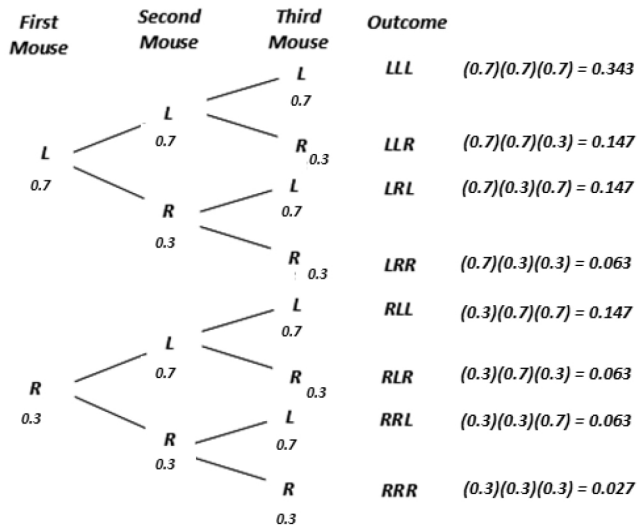 First Mouse Second Mouse Third Mouse Outcome
L LLL (0.7)(0.7)(0.7) = 0.343
0.7
L
0.7
R LLR (0.7)(0.7)(0.3) = 0.147
0.3
L
0.7
L LRL (0.7)(0.3)(0.7) = 0.147
0.7
R
0.3
R LRR (0.7)(0.3)(0.3) = 0.063
0.3
L RLL (0.3)(0.7)(0.7) = 0.147
0.7
L
0.7
R RLR (0.3)(0.7)(0.3) = 0.063
0.3
R
0.3
L RRL (0.3)(0.3)(0.7) = 0.063
0.7
R
0.3
R RRR (0.3)(0.3)(0.3) = 0.027
0.3